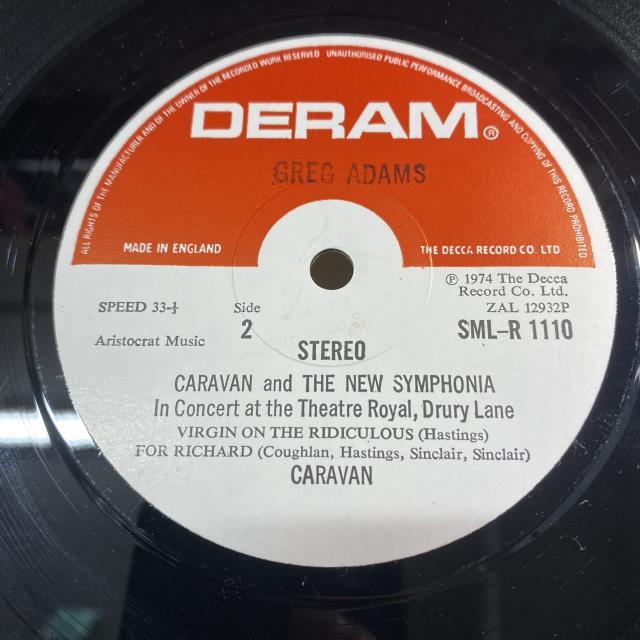 ALL RIGHTS OF THE MANUFACTURER AND OF THE OWNER OF THE RECORDED WORK RESERVED UNAUTHORISED PUBLIC PERFORMANCE BROADCASTING AND COPYING OF THIS RECORD PROHIBITED
DERAM®
GREG ADAMS
MADE IN ENGLAND
THE DECCA RECORD CO. LTD
℗ 1974 The Decca
Record Co. Ltd.
SPEED 33-⅓
Side
ZAL 12932P
2
SML-R 1110
Aristocrat Music
STEREO
CARAVAN and THE NEW SYMPHONIA
In Concert at the Theatre Royal, Drury Lane
VIRGIN ON THE RIDICULOUS (Hastings)
FOR RICHARD (Coughlan, Hastings, Sinclair, Sinclair)
CARAVAN